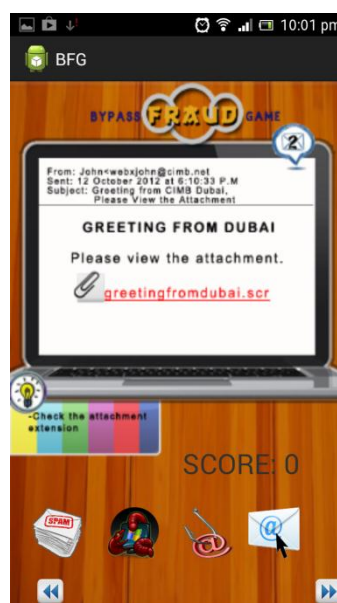 10:01 pm
BFG
BYPASS FRAUD GAME
2
From: John<webxjohn@cimb.net
Sent: 12 October 2012 at 6:10:33 P.M
Subject: Greeting from CIMB Dubai,
Please View the Attachment
GREETING FROM DUBAI
Please view the attachment.
greetingfromdubai.scr
-Check the attachment
extension
SCORE: 0
SPAM
@
@